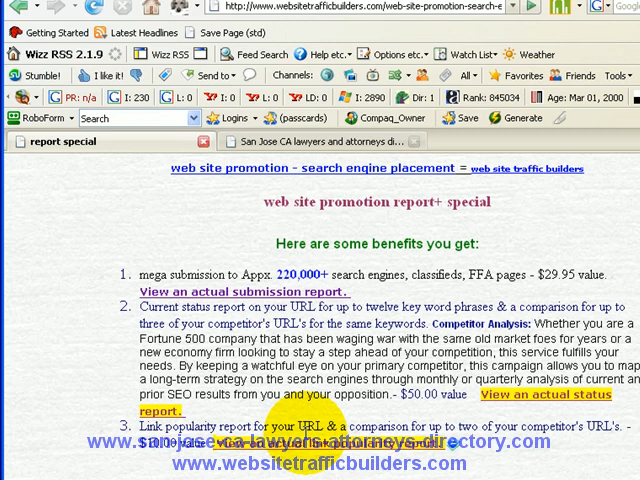 http://www.websitetrafficbuilders.com/web-site-promotion-search-e
Getting Started Latest Headlines Save Page (std)
Wizz RSS 2.1.9 Wizz RSS Feed Search Help etc. Options etc. Watch List Weather
Stumble! I like it! Send to Channels: All Favorites Friends Tools
PR: n/a I: 230 L: 0 I: 0 L: 0 LD: 0 I: 2890 Dir: 1 Rank: 845034 Age: Mar 01, 2000
RoboForm Search Logins (passcards) Compaq_Owner Save Generate
report special San Jose CA lawyers and attorneys di...
web site promotion - search engine placement = web site traffic builders
web site promotion report+ special
Here are some benefits you get:
1. mega submission to Appx. 220,000+ search engines, classifieds, FFA pages - $29.95 value.
View an actual submission report.
2. Current status report on your URL for up to twelve key word phrases & a comparison for up to
three of your competitor's URL's for the same keywords. Competitor Analysis: Whether you are a
Fortune 500 company that has been waging war with the same old market foes for years or a
new economy firm looking to stay a step ahead of your competition, this service fulfills your
needs. By keeping a watchful eye on your primary competitor, this campaign allows you to map
a long-term strategy on the search engines through monthly or quarterly analysis of current an
prior SEO results from you and your opposition.- $50.00 value View an actual status
report.
3. Link popularity report for your URL & a comparison for up to two of your competitor's URL's. -
$10.00 value View an actual link popularity report.
www.sanjose-ca-lawyers-attorneys-directory.com
www.websitetrafficbuilders.com